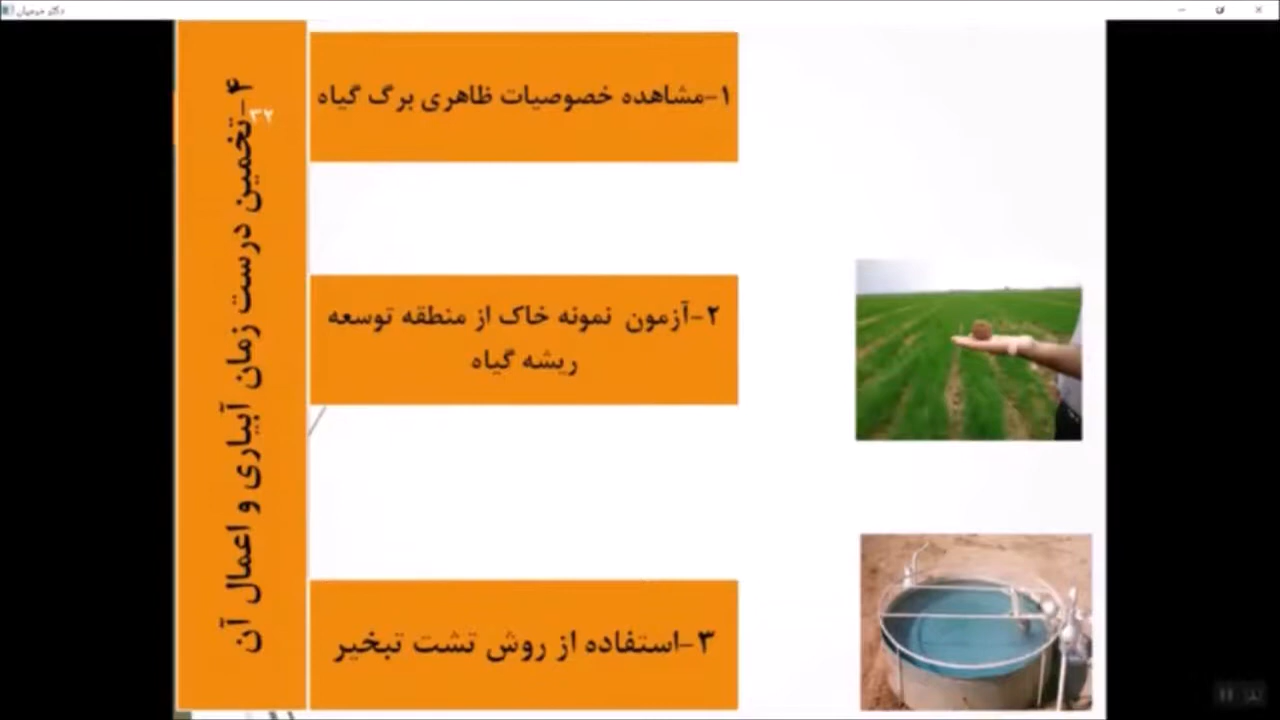 ۴-تخمین درست زمان آبیاری و اعمال آن
۳۲
۱-مشاهده خصوصیات ظاهری برگ گیاه
۲-آزمون نمونه خاک از منطقه توسعه
ریشه گیاه
۳-استفاده از روش تشت تبخیر